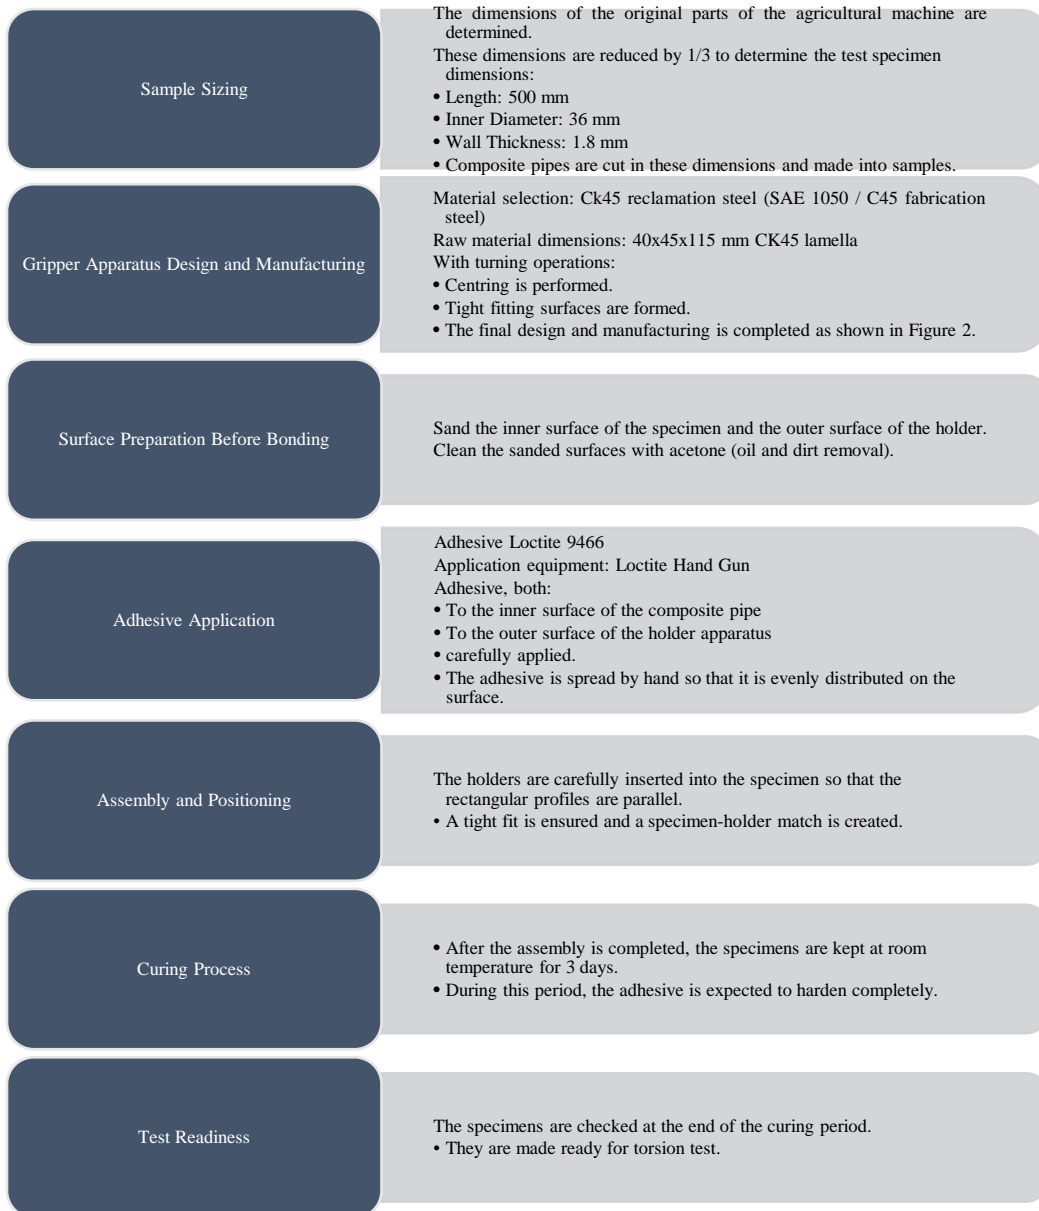 Sample Sizing
The dimensions of the original parts of the agricultural machine are
determined.
These dimensions are reduced by 1/3 to determine the test specimen
dimensions:
• Length: 500 mm
• Inner Diameter: 36 mm
• Wall Thickness: 1.8 mm
• Composite pipes are cut in these dimensions and made into samples.
Gripper Apparatus Design and Manufacturing
Material selection: Ck45 reclamation steel (SAE 1050 / C45 fabrication
steel)
Raw material dimensions: 40x45x115 mm CK45 lamella
With turning operations:
• Centring is performed.
• Tight fitting surfaces are formed.
• The final design and manufacturing is completed as shown in Figure 2.
Surface Preparation Before Bonding
Sand the inner surface of the specimen and the outer surface of the holder.
Clean the sanded surfaces with acetone (oil and dirt removal).
Adhesive Application
Adhesive Loctite 9466
Application equipment: Loctite Hand Gun
Adhesive, both:
• To the inner surface of the composite pipe
• To the outer surface of the holder apparatus
• carefully applied.
• The adhesive is spread by hand so that it is evenly distributed on the
surface.
Assembly and Positioning
The holders are carefully inserted into the specimen so that the
rectangular profiles are parallel.
• A tight fit is ensured and a specimen-holder match is created.
Curing Process
• After the assembly is completed, the specimens are kept at room
temperature for 3 days.
• During this period, the adhesive is expected to harden completely.
Test Readiness
The specimens are checked at the end of the curing period.
• They are made ready for torsion test.